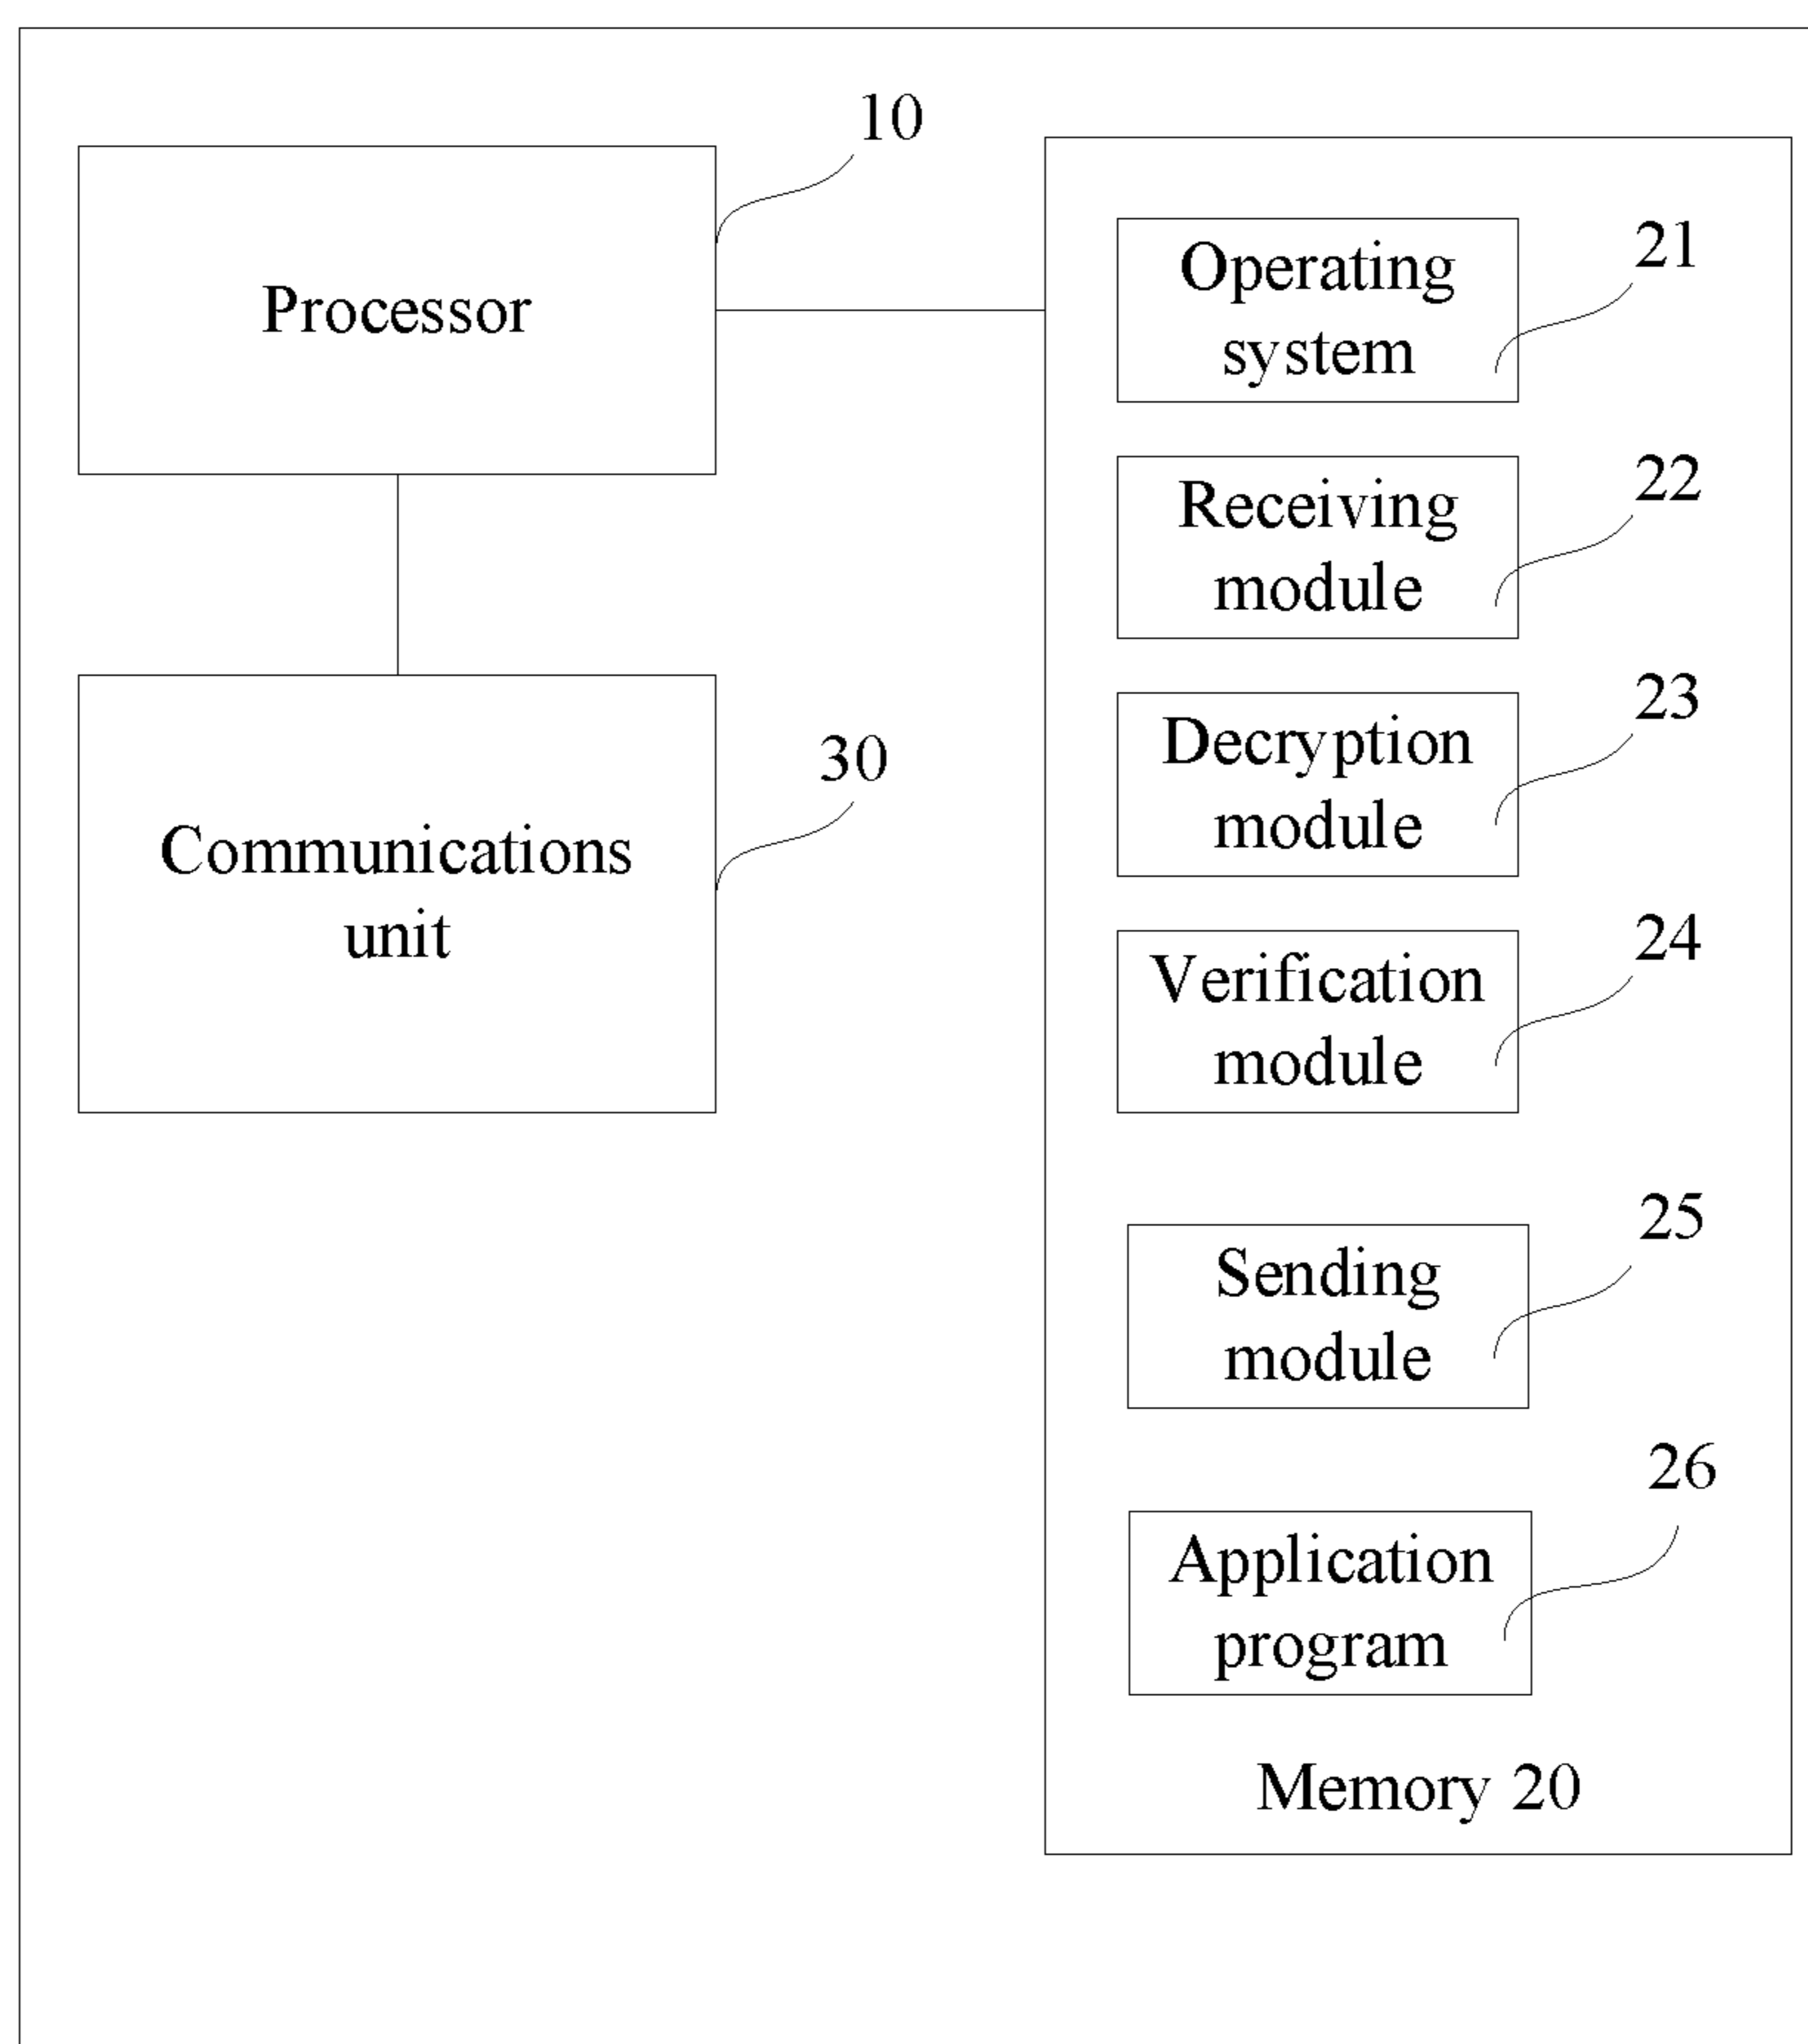 10
Processor
30
Communications
unit
21
Operating
system
22
Receiving
module
23
Decryption
module
24
Verification
module
25
Sending
module
26
Application
program
Memory 20